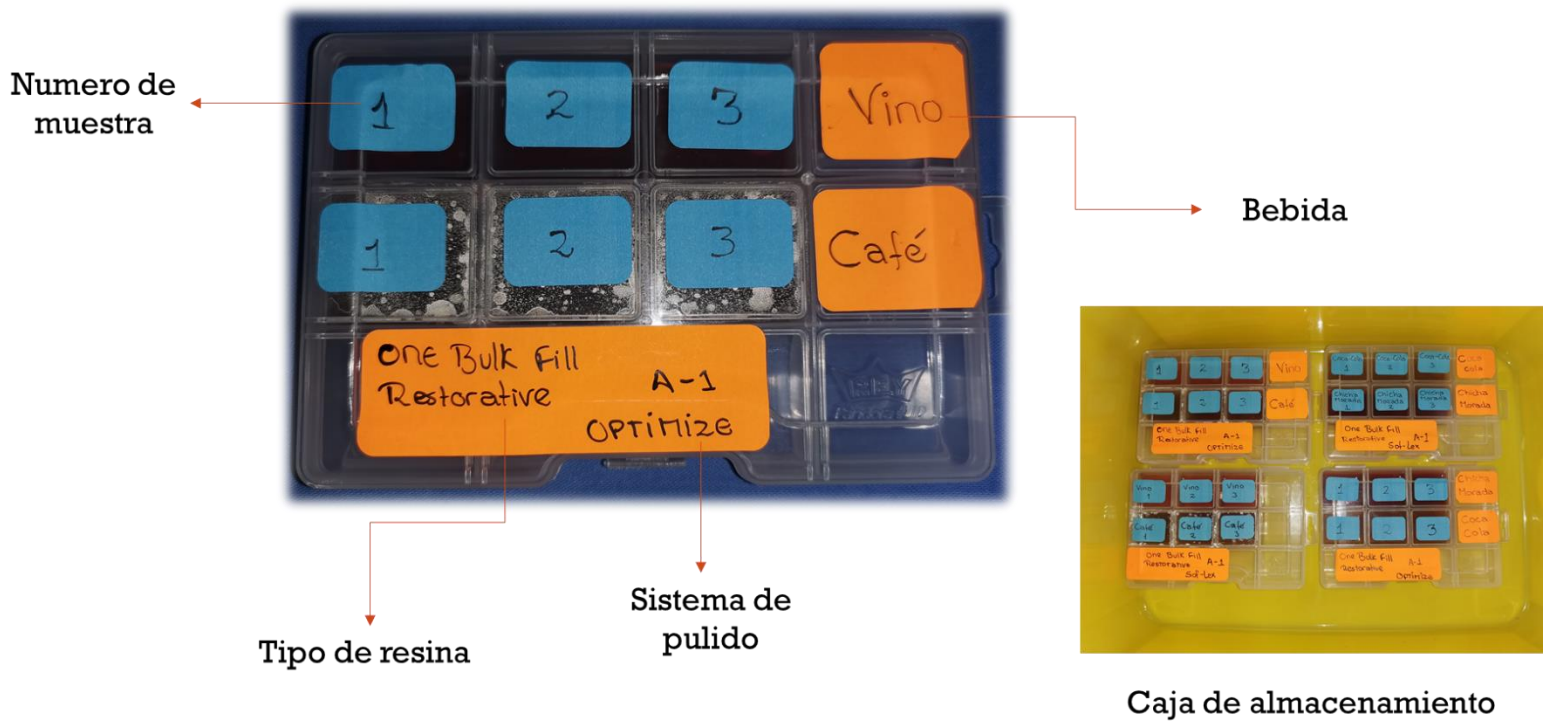 Numero de
muestra
1 2 3 Vino
1 2 3 Café
One Bulk Fill
Restorative A-1
OPTIMIZE
Bebida
Tipo de resina
Sistema de
pulido
1 2 3 Vino
1 2 3 Café
One Bulk Fill
Restorative A-1
OPTIMIZE
Coca-Cola Coca-Cola Coca-Cola Coca
1 2 3 cola
Chicha Chicha Chicha Chicha
Morada Morada Morada Morada
1 2 3
One Bulk Fill
Restorative A-1
Sof-Lex
Vino Vino Vino
1 2 3
Café Café Café
1 2 3
One Bulk Fill
Restorative A-1
Sof-Lex
1 2 3 Chicha
Morada
1 2 3 Coca
Cola
One Bulk Fill
Restorative A-1
OPTIMIZE
Caja de almacenamiento